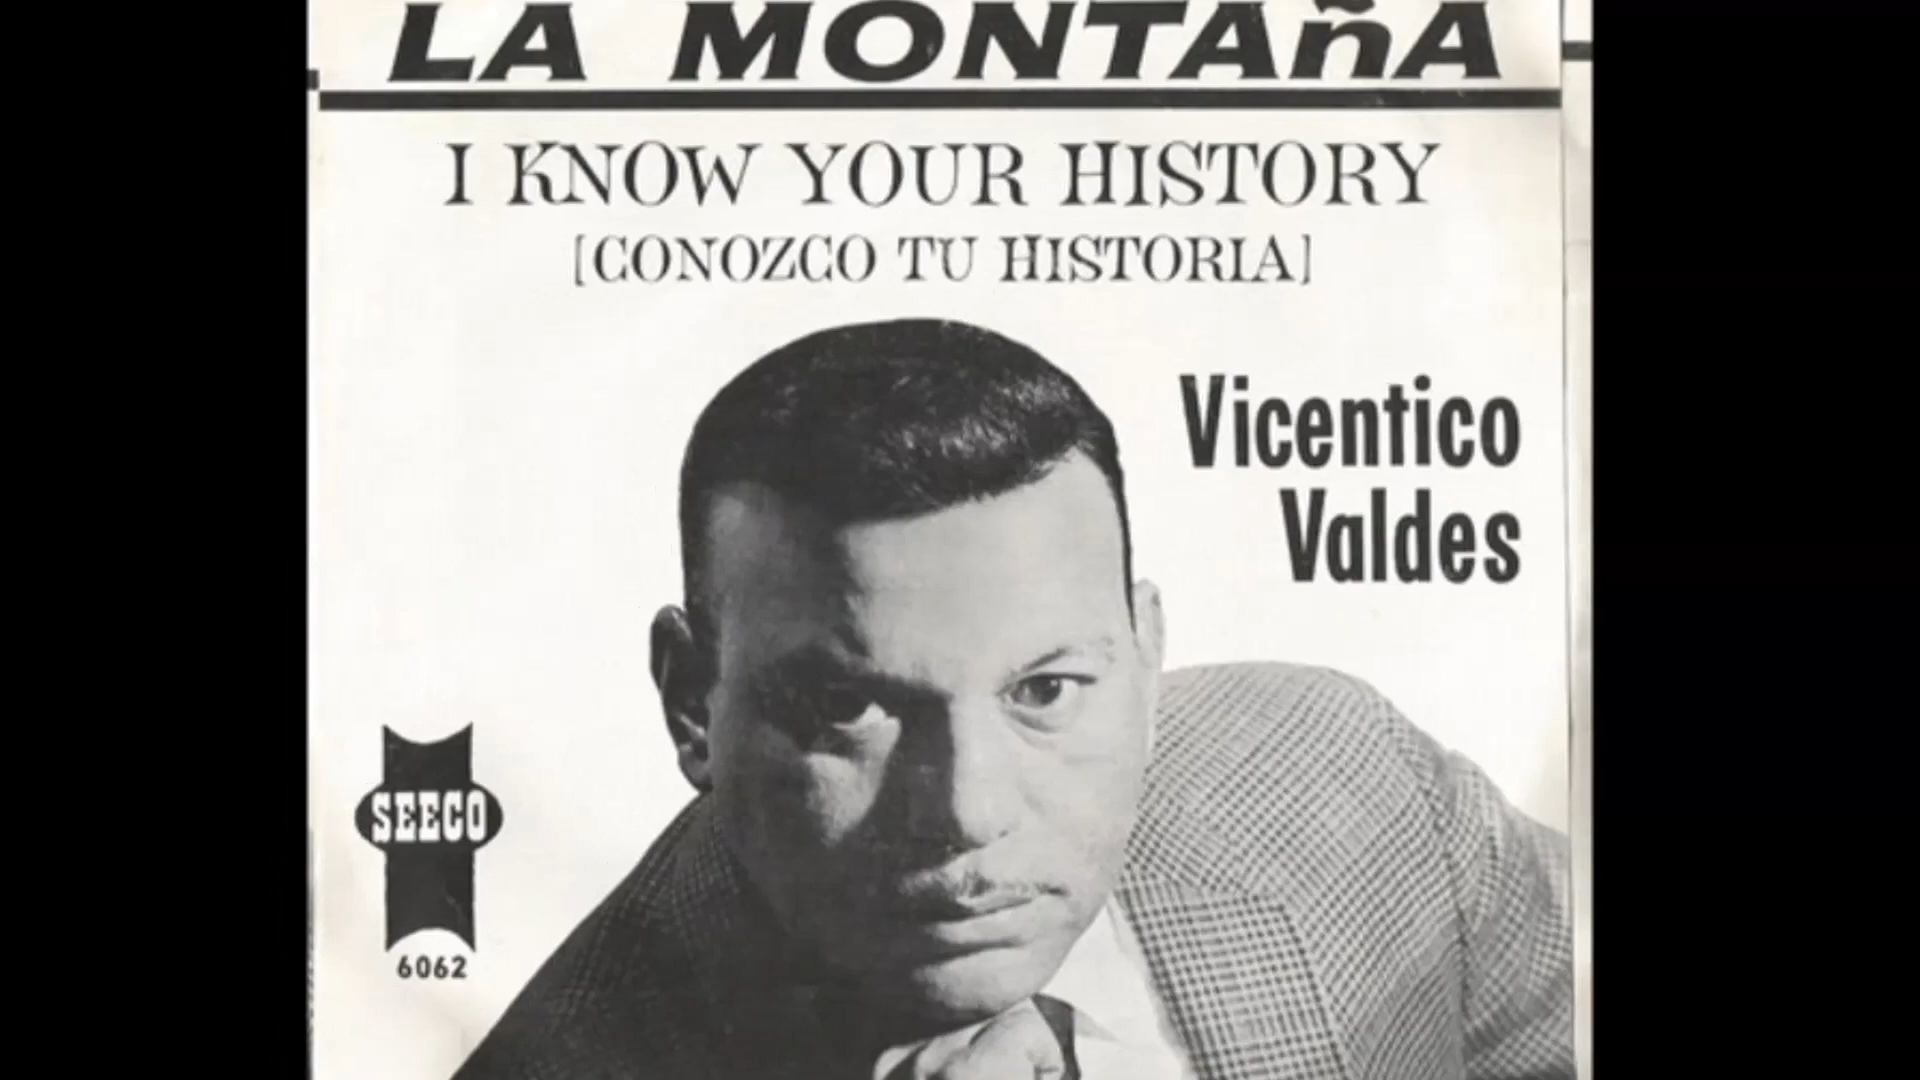 LA MONTAñA
I KNOW YOUR HISTORY
[CONOZCO TU HISTORIA]
Vicentico
Valdes
SEECO
6062